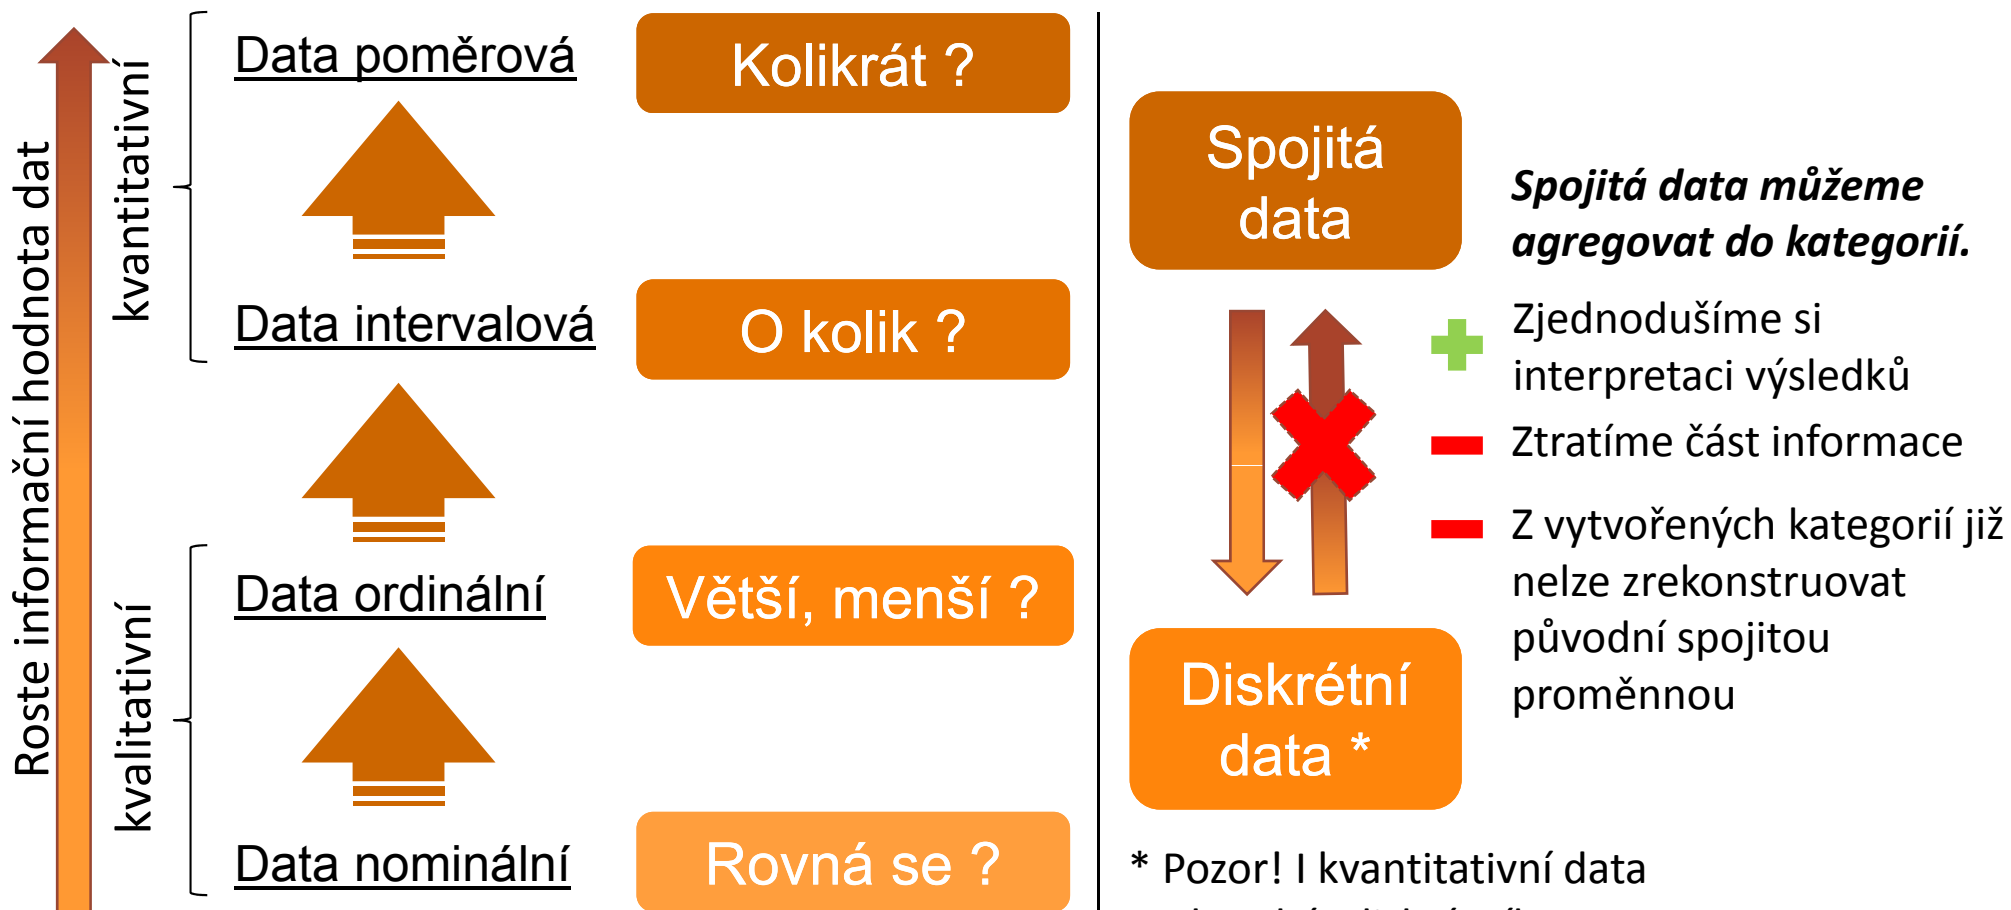 Roste informační hodnota dat
kvantitativní
Data poměrová
Kolikrát ?
Data intervalová
O kolik ?
kvalitativní
Data ordinální
Větší, menší ?
Data nominální
Rovná se ?
Spojitá
data
Diskrétní
data *
Spojitá data můžeme
agregovat do kategorií.
Zjednodušíme si
interpretaci výsledků
Ztratíme část informace
Z vytvořených kategorií již
nelze zrekonstruovat
původní spojitou
proměnnou
* Pozor! I kvantitativní data